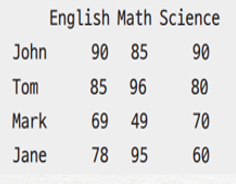 English Math Science
John 90 85 90
Tom 85 96 80
Mark 69 49 70
Jane 78 95 60